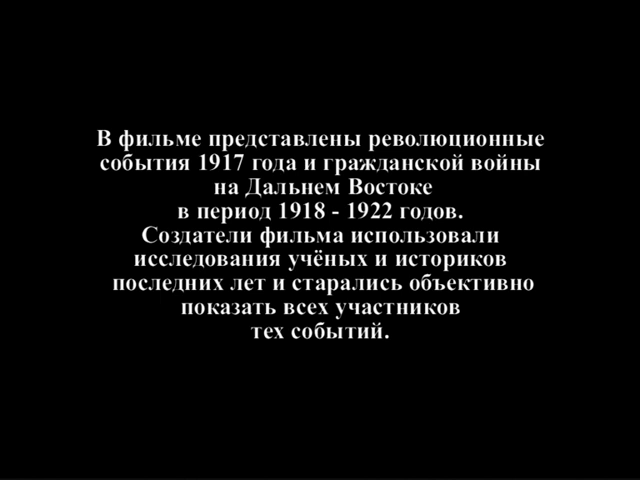 В фильме представлены революционные
события 1917 года и гражданской войны
на Дальнем Востоке
в период 1918 - 1922 годов.
Создатели фильма использовали
исследования учёных и историков
последних лет и старались объективно
показать всех участников
тех событий.